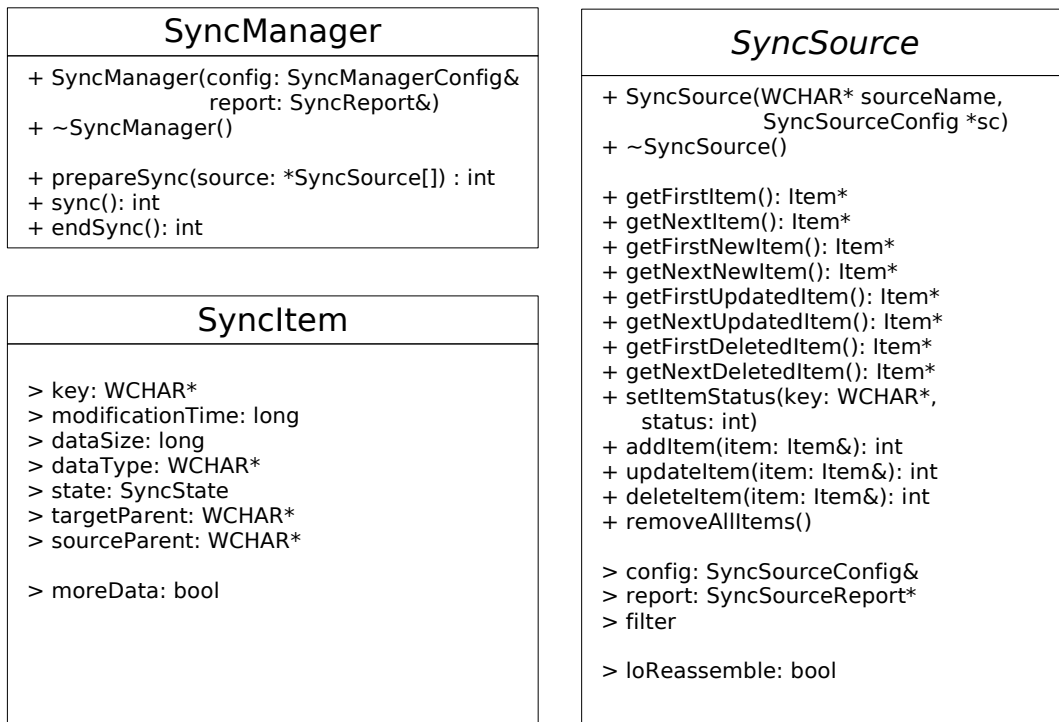 SyncManager
+ SyncManager(config: SyncManagerConfig&
report: SyncReport&)
+ ~SyncManager()
+ prepareSync(source: *SyncSource[]) : int
+ sync(): int
+ endSync(): int
SyncItem
> key: WCHAR*
> modificationTime: long
> dataSize: long
> dataType: WCHAR*
> state: SyncState
> targetParent: WCHAR*
> sourceParent: WCHAR*
> moreData: bool
SyncSource
+ SyncSource(WCHAR* sourceName,
SyncSourceConfig *sc)
+ ~SyncSource()
+ getFirstItem(): Item*
+ getNextItem(): Item*
+ getFirstNewItem(): Item*
+ getNextNewItem(): Item*
+ getFirstUpdatedItem(): Item*
+ getNextUpdatedItem(): Item*
+ getFirstDeletedItem(): Item*
+ getNextDeletedItem(): Item*
+ setItemStatus(key: WCHAR*,
status: int)
+ addItem(item: Item&): int
+ updateItem(item: Item&): int
+ deleteItem(item: Item&): int
+ removeAllItems()
> config: SyncSourceConfig&
> report: SyncSourceReport*
> filter
> loReassemble: bool